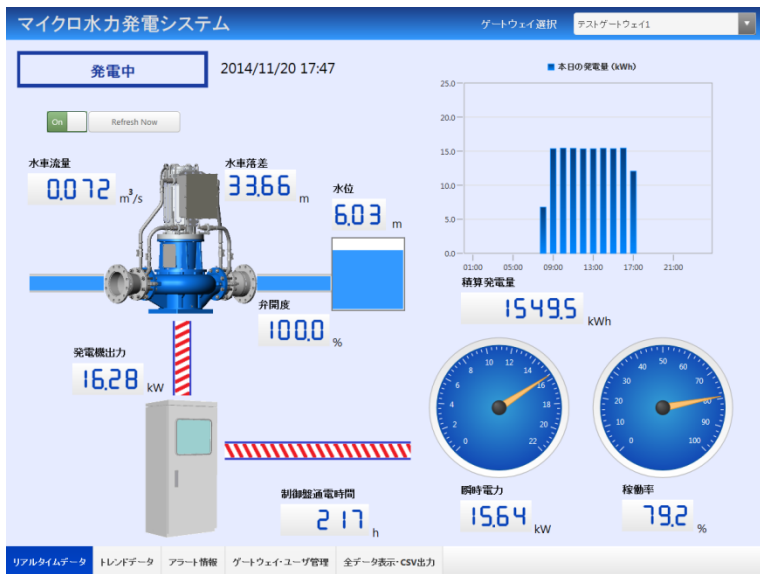 マイクロ水力発電システム
ゲートウェイ選択
テストゲートウェイ1
発電中
2014/11/20 17:47
On
Refresh Now
水車流量
0.072 m³/s
水車落差
33.66 m
水位
6.03 m
弁開度
100.0 %
発電機出力
16.28 kW
制御盤通電時間
217 h
本日の発電量 (kWh)
25.0
20.0
15.0
10.0
5.0
0.0
01:00 05:00 09:00 13:00 17:00 21:00
積算発電量
1549.5 kWh
0 2 4 6 8 10 12 14 16 18 20 22
瞬時電力
15.64 kW
0 10 20 30 40 50 60 70 80 90 100
稼働率
79.2 %
リアルタイムデータ トレンドデータ アラート情報 ゲートウェイ・ユーザ管理 全データ表示・CSV出力